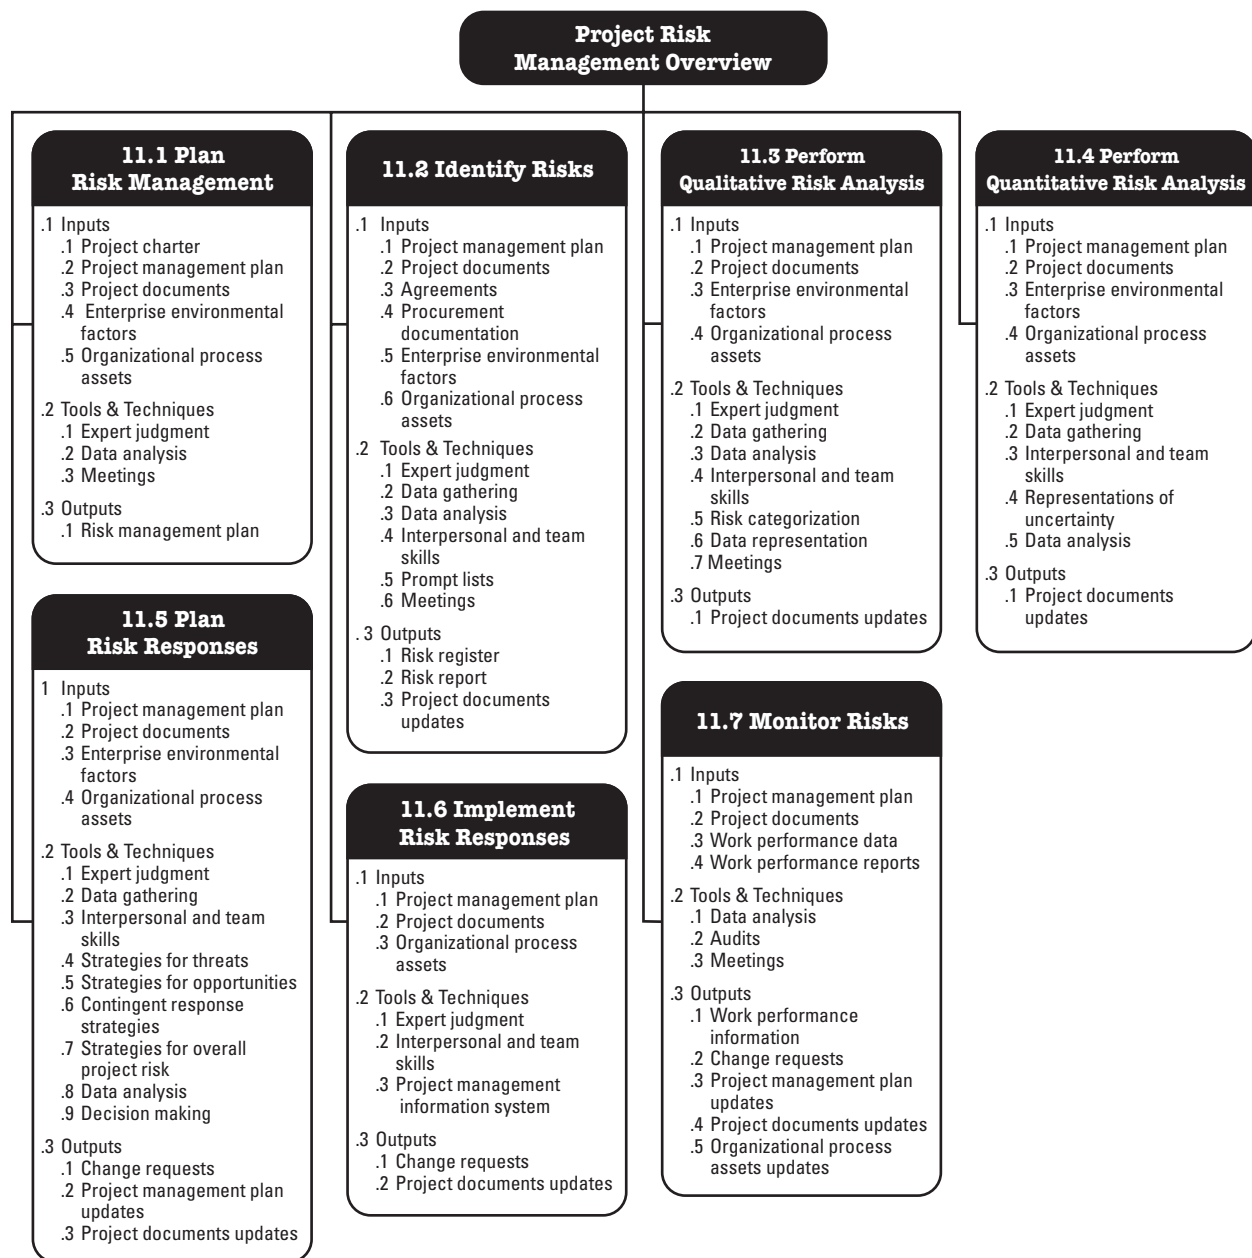 Project Risk
Management Overview
11.1 Plan
Risk Management
.1 Inputs
.1 Project charter
.2 Project management plan
.3 Project documents
.4 Enterprise environmental
factors
.5 Organizational process
assets
.2 Tools & Techniques
.1 Expert judgment
.2 Data analysis
.3 Meetings
.3 Outputs
.1 Risk management plan
11.2 Identify Risks
.1 Inputs
.1 Project management plan
.2 Project documents
.3 Agreements
.4 Procurement
documentation
.5 Enterprise environmental
factors
.6 Organizational process
assets
.2 Tools & Techniques
.1 Expert judgment
.2 Data gathering
.3 Data analysis
.4 Interpersonal and team
skills
.5 Prompt lists
.6 Meetings
. 3 Outputs
.1 Risk register
.2 Risk report
.3 Project documents
updates
11.3 Perform
Qualitative Risk Analysis
.1 Inputs
.1 Project management plan
.2 Project documents
.3 Enterprise environmental
factors
.4 Organizational process
assets
.2 Tools & Techniques
.1 Expert judgment
.2 Data gathering
.3 Data analysis
.4 Interpersonal and team
skills
.5 Risk categorization
.6 Data representation
.7 Meetings
.3 Outputs
.1 Project documents updates
11.4 Perform
Quantitative Risk Analysis
.1 Inputs
.1 Project management plan
.2 Project documents
.3 Enterprise environmental
factors
.4 Organizational process
assets
.2 Tools & Techniques
.1 Expert judgment
.2 Data gathering
.3 Interpersonal and team
skills
.4 Representations of
uncertainty
.5 Data analysis
.3 Outputs
.1 Project documents
updates
11.5 Plan
Risk Responses
1 Inputs
.1 Project management plan
.2 Project documents
.3 Enterprise environmental
factors
.4 Organizational process
assets
.2 Tools & Techniques
.1 Expert judgment
.2 Data gathering
.3 Interpersonal and team
skills
.4 Strategies for threats
.5 Strategies for opportunities
.6 Contingent response
strategies
.7 Strategies for overall
project risk
.8 Data analysis
.9 Decision making
.3 Outputs
.1 Change requests
.2 Project management plan
updates
.3 Project documents updates
11.6 Implement
Risk Responses
.1 Inputs
.1 Project management plan
.2 Project documents
.3 Organizational process
assets
.2 Tools & Techniques
.1 Expert judgment
.2 Interpersonal and team
skills
.3 Project management
information system
.3 Outputs
.1 Change requests
.2 Project documents updates
11.7 Monitor Risks
.1 Inputs
.1 Project management plan
.2 Project documents
.3 Work performance data
.4 Work performance reports
.2 Tools & Techniques
.1 Data analysis
.2 Audits
.3 Meetings
.3 Outputs
.1 Work performance
information
.2 Change requests
.3 Project management plan
updates
.4 Project documents updates
.5 Organizational process
assets updates